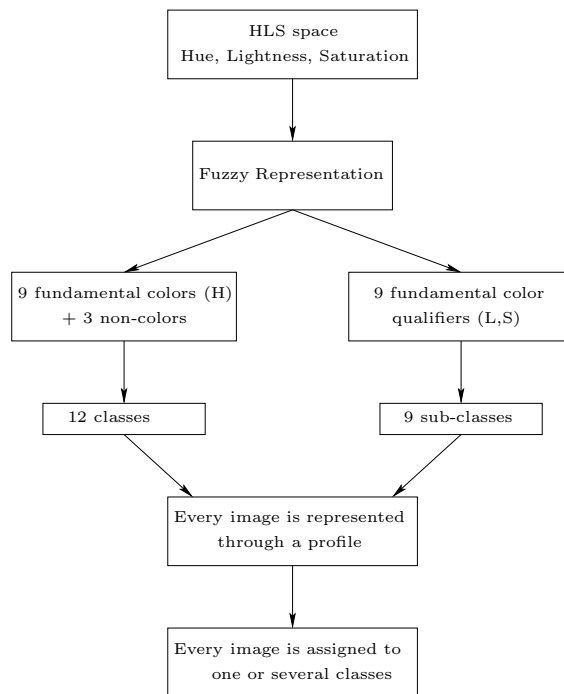 HLS space
Hue, Lightness, Saturation
Fuzzy Representation
9 fundamental colors (H)
+ 3 non-colors
9 fundamental color
qualifiers (L,S)
12 classes
9 sub-classes
Every image is represented
through a profile
Every image is assigned to
one or several classes